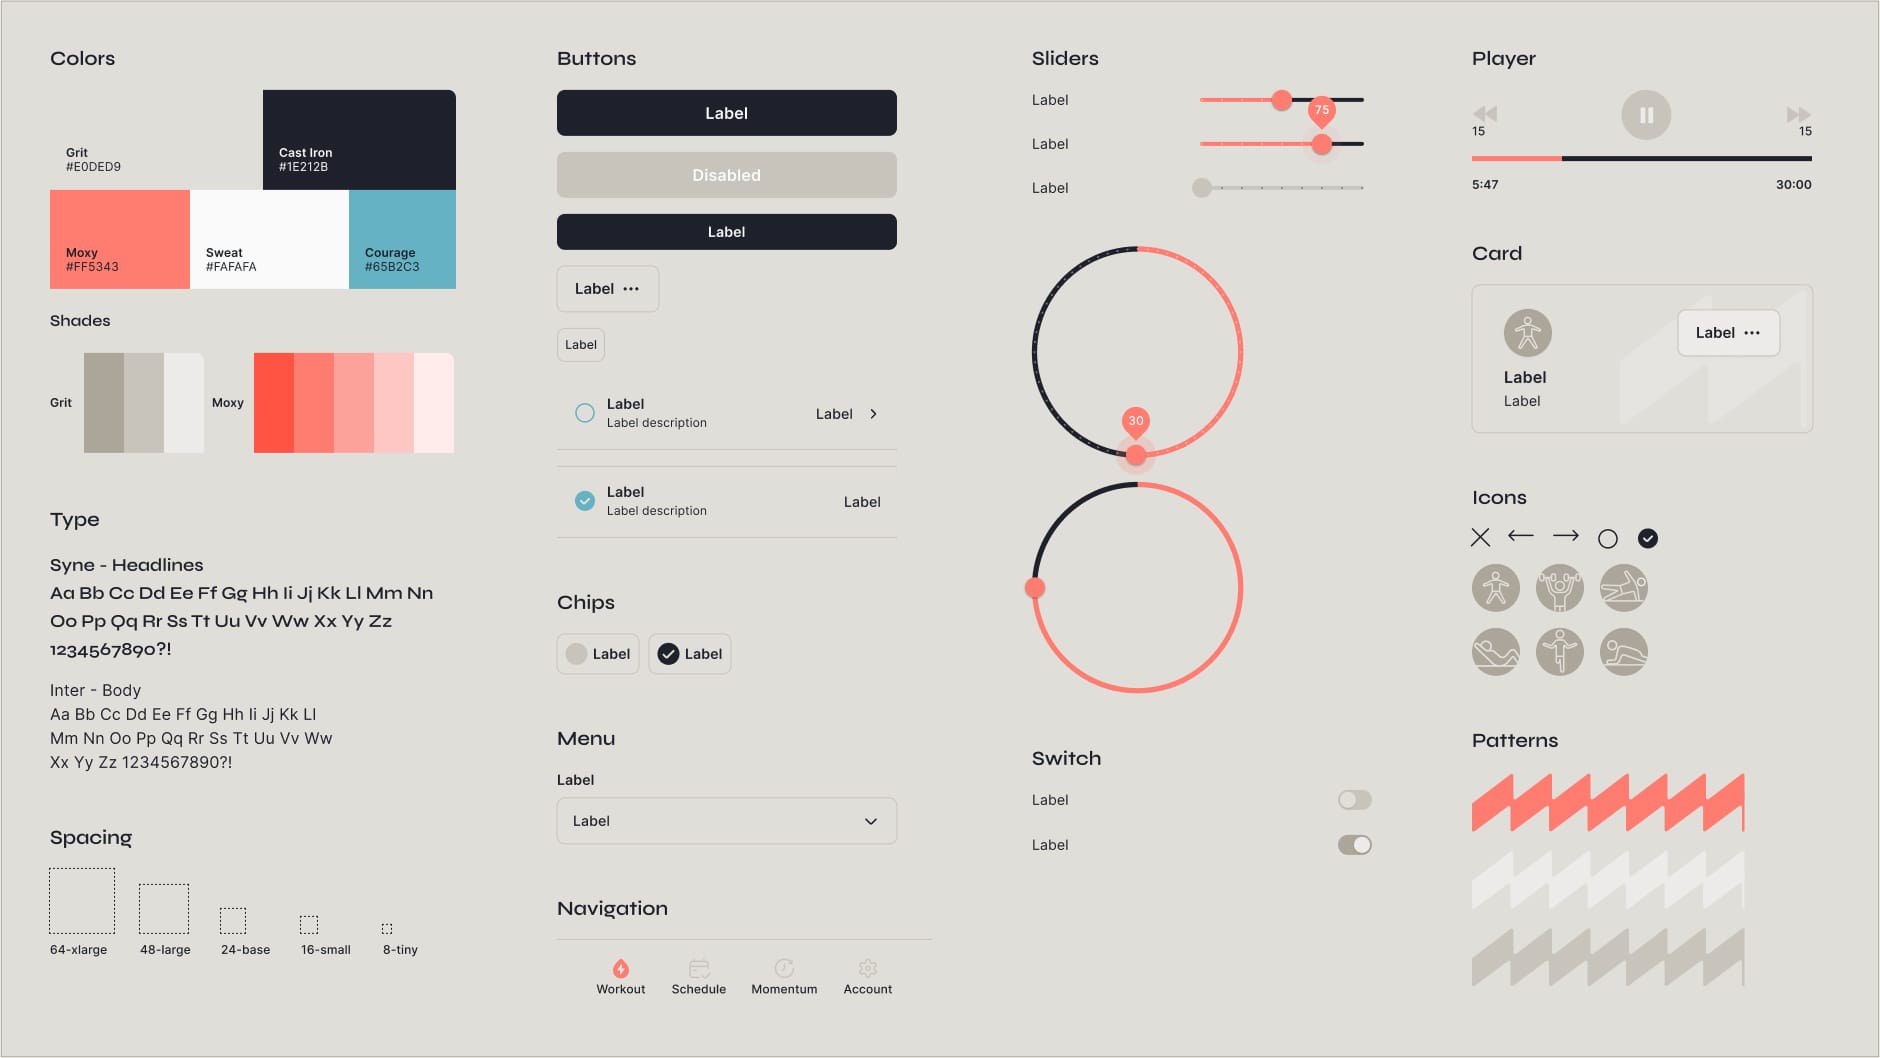 Colors
Grit
#E0DED9
Cast Iron
#1E212B
Moxy
#FF5343
Sweat
#FAFAFA
Courage
#65B2C3
Shades
Grit
Moxy
Type
Syne - Headlines
Aa Bb Cc Dd Ee Ff Gg Hh Ii Jj Kk Ll Mm Nn
Oo Pp Qq Rr Ss Tt Uu Vv Ww Xx Yy Zz
1234567890?!
Inter - Body
Aa Bb Cc Dd Ee Ff Gg Hh Ii Jj Kk Ll
Mm Nn Oo Pp Qq Rr Ss Tt Uu Vv Ww
Xx Yy Zz 1234567890?!
Spacing
64-xlarge
48-large
24-base
16-small
8-tiny
Buttons
Label
Disabled
Label
Label
Label
Label
Label description
Label
Label
Label description
Label
Chips
Label
Label
Menu
Label
Label
Navigation
Workout
Schedule
Momentum
Account
Sliders
Label
75
Label
Label
30
Switch
Label
Label
Player
15
15
5:47
30:00
Card
Label
Label
Label
Icons
Patterns